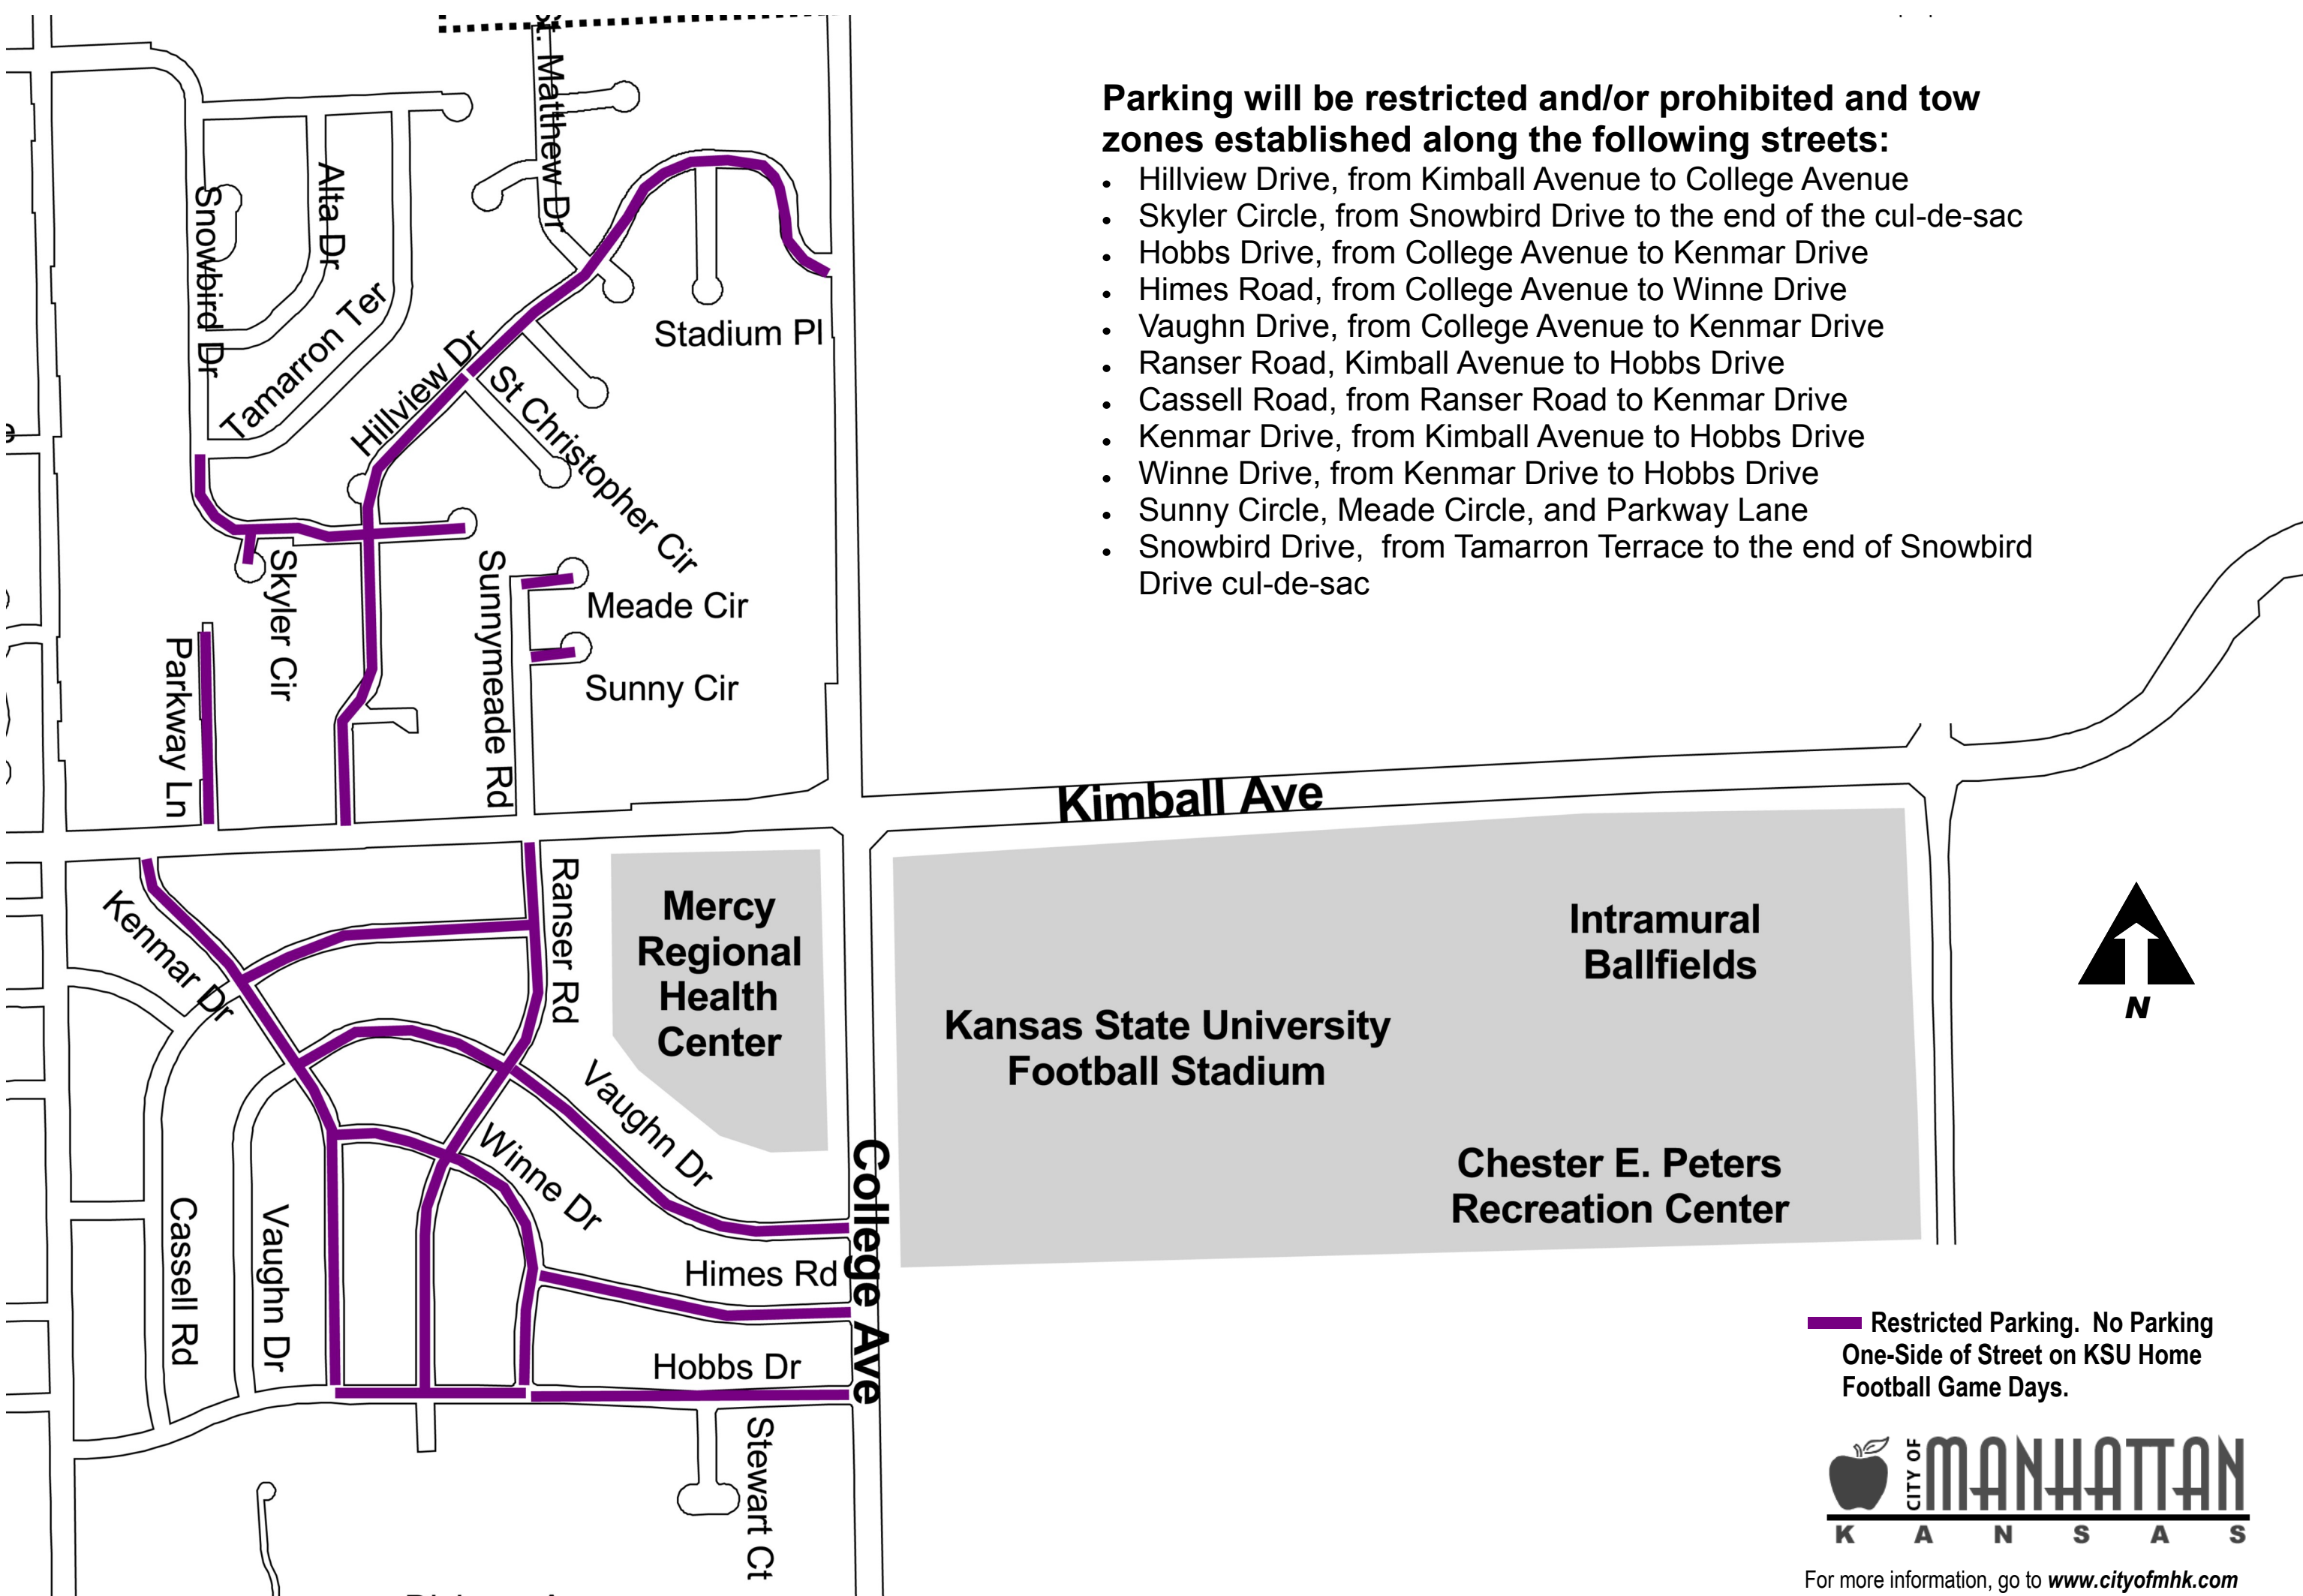 Parking will be restricted and/or prohibited and tow
zones established along the following streets:
• Hillview Drive, from Kimball Avenue to College Avenue
• Skyler Circle, from Snowbird Drive to the end of the cul-de-sac
• Hobbs Drive, from College Avenue to Kenmar Drive
• Himes Road, from College Avenue to Winne Drive
• Vaughn Drive, from College Avenue to Kenmar Drive
• Ranser Road, Kimball Avenue to Hobbs Drive
• Cassell Road, from Ranser Road to Kenmar Drive
• Kenmar Drive, from Kimball Avenue to Hobbs Drive
• Winne Drive, from Kenmar Drive to Hobbs Drive
• Sunny Circle, Meade Circle, and Parkway Lane
• Snowbird Drive, from Tamarron Terrace to the end of Snowbird
Drive cul-de-sac
St. Matthew Dr
Alta Dr
Snowbird Dr
Tamarron Ter
Hillview Dr
Stadium Pl
St Christopher Cir
Skyler Cir
Sunnymeade Rd
Meade Cir
Sunny Cir
Parkway Ln
Kimball Ave
Kenmar Dr
Ranser Rd
Mercy
Regional
Health
Center
Intramural
Ballfields
Kansas State University
Football Stadium
N
Vaughn Dr
Winne Dr
College Ave
Chester E. Peters
Recreation Center
Cassell Rd
Vaughn Dr
Himes Rd
Hobbs Dr
Stewart Ct
Restricted Parking. No Parking
One-Side of Street on KSU Home
Football Game Days.
CITY OF
MANHATTAN
KANSAS
For more information, go to www.cityofmhk.com